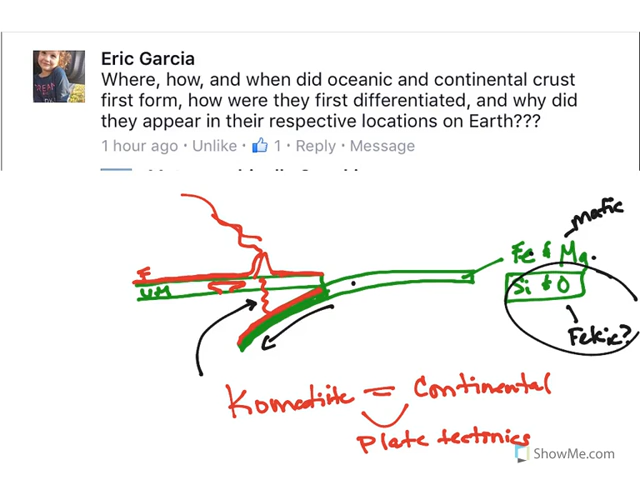 Eric Garcia
Where, how, and when did oceanic and continental crust
first form, how were they first differentiated, and why did
they appear in their respective locations on Earth???
1 hour ago · Unlike · 1 · Reply · Message
mafic
Fe & Mg.
F
UM
Si & O
Felsic?
Komatiite = Continental
Plate tectonics
ShowMe.com